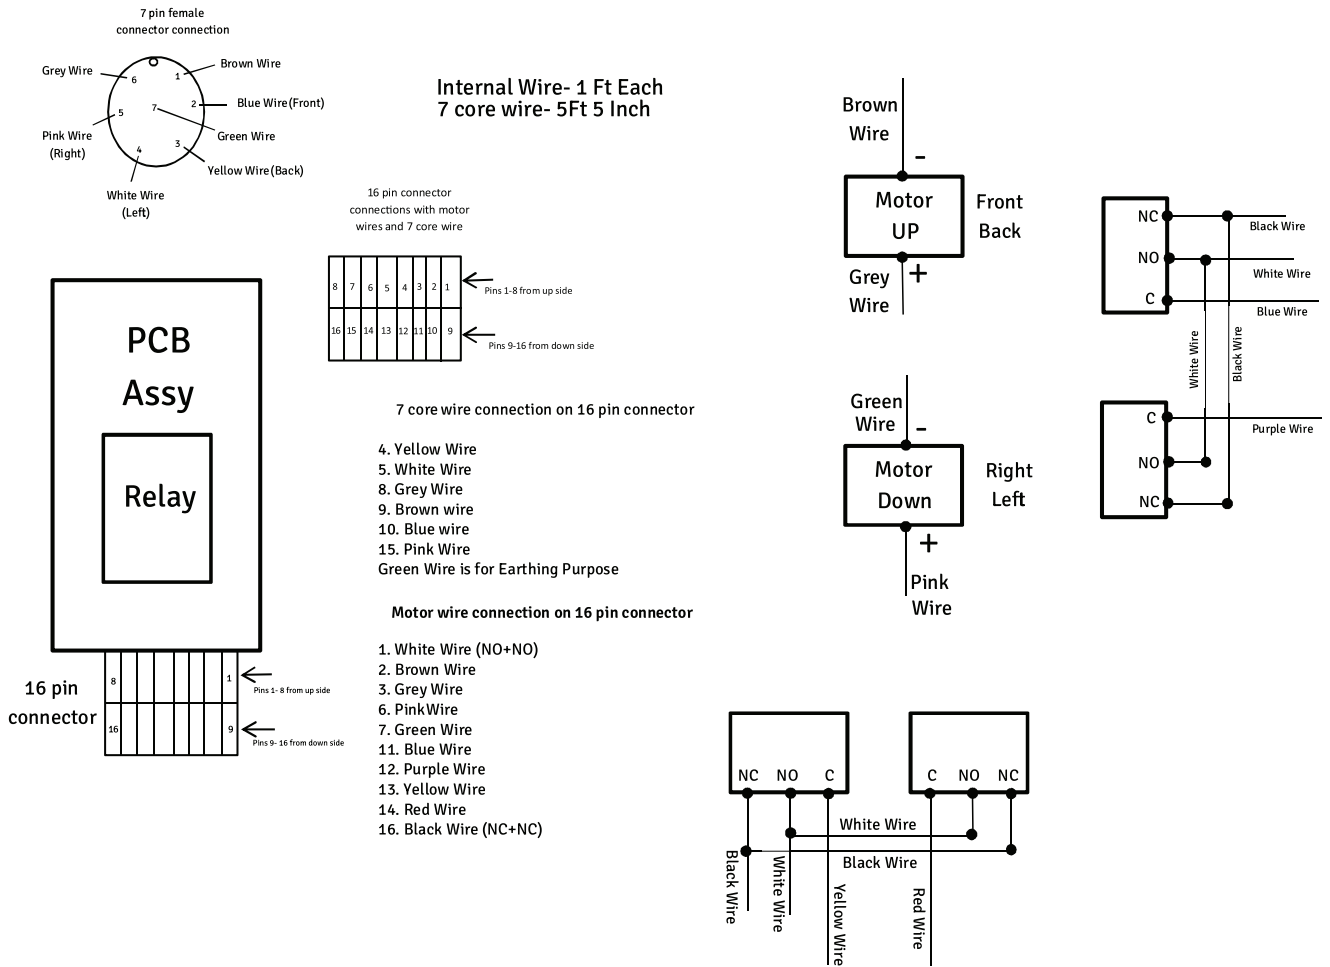 7 pin female
connector connection
Grey Wire
6
1
Brown Wire
2
Blue Wire(Front)
7
5
Green Wire
Pink Wire
(Right)
4
3
Yellow Wire(Back)
White Wire
(Left)
Internal Wire- 1 Ft Each
7 core wire- 5Ft 5 Inch
16 pin connector
connections with motor
wires and 7 core wire
8 7 6 5 4 3 2 1
Pins 1-8 from up side
16 15 14 13 12 11 10 9
Pins 9-16 from down side
PCB
Assy
Relay
16 pin
connector
8 1
Pins 1- 8 from up side
16 9
Pins 9- 16 from down side
7 core wire connection on 16 pin connector
4. Yellow Wire
5. White Wire
8. Grey Wire
9. Brown wire
10. Blue wire
15. Pink Wire
Green Wire is for Earthing Purpose
Motor wire connection on 16 pin connector
1. White Wire (NO+NO)
2. Brown Wire
3. Grey Wire
6. PinkWire
7. Green Wire
11. Blue Wire
12. Purple Wire
13. Yellow Wire
14. Red Wire
16. Black Wire (NC+NC)
Brown
Wire
-
Motor
UP
Front
Back
+
Grey
Wire
Green
Wire
-
Motor
Down
Right
Left
+
Pink
Wire
NC
Black Wire
NO
White Wire
C
Blue Wire
White Wire
Black Wire
C
Purple Wire
NO
NC
NC NO C
C NO NC
White Wire
Black Wire
Black Wire
White Wire
Yellow Wire
Red Wire